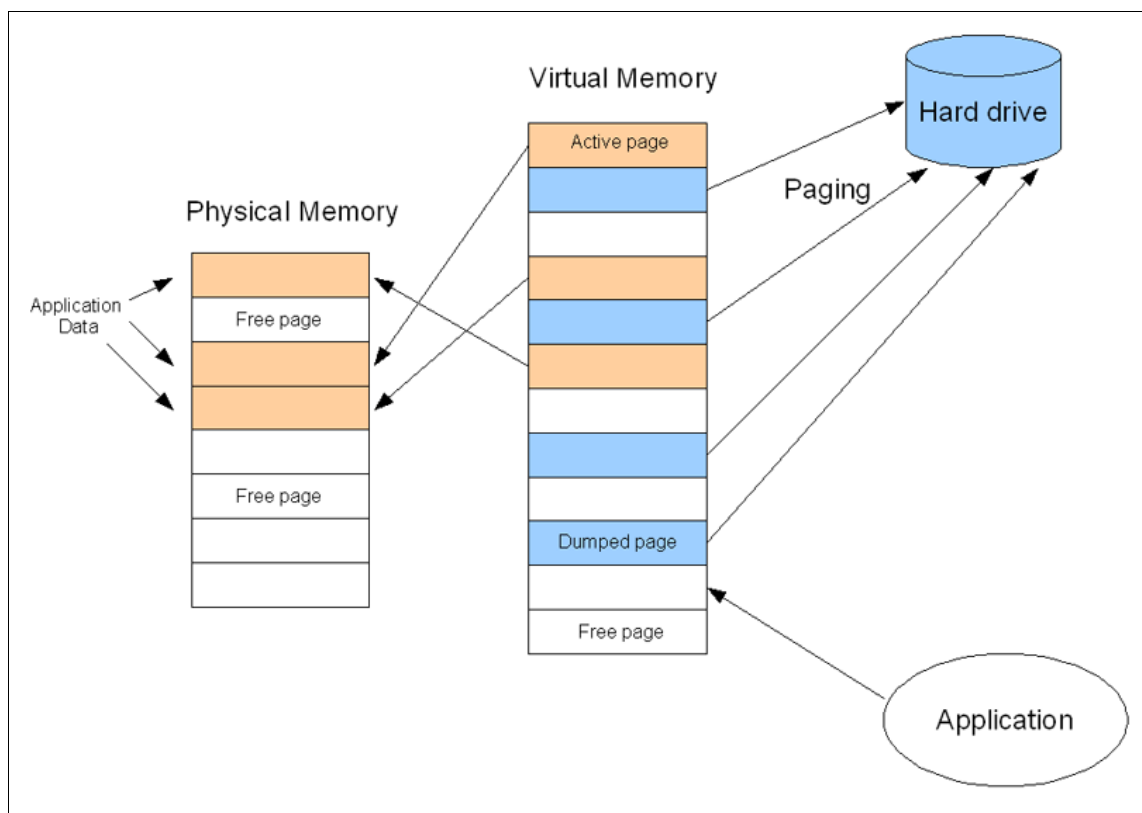 Virtual Memory
Hard drive
Active page
Paging
Physical Memory
Application
Data
Free page
Free page
Dumped page
Free page
Application